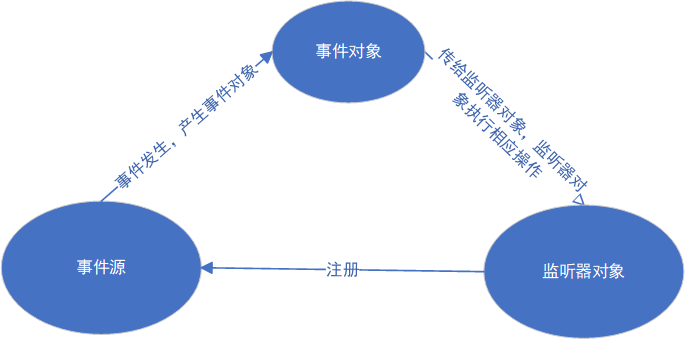 事件对象
事件发生，产生事件对象
传给监听器对象，监听器对
象执行相应操作
事件源
注册
监听器对象